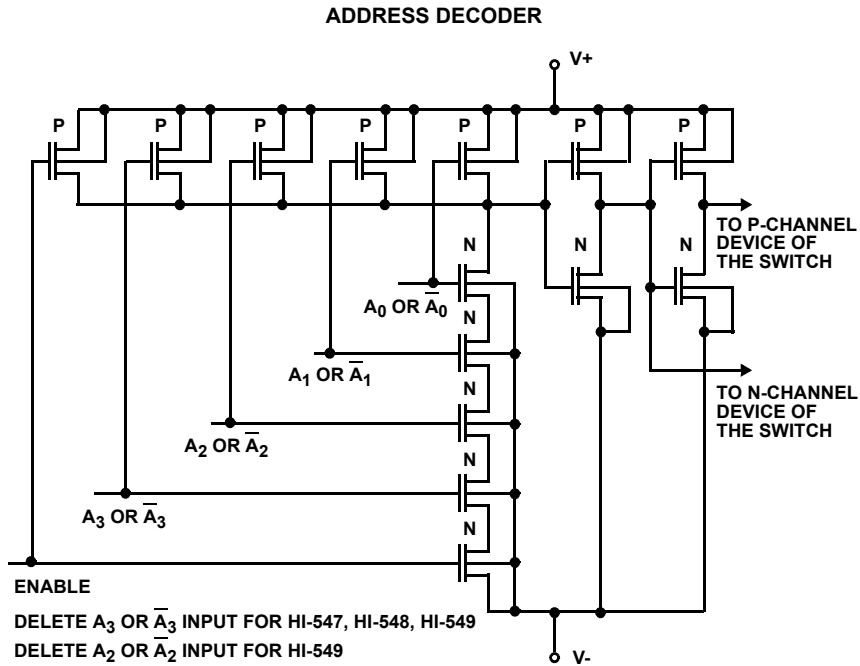 ADDRESS DECODER
V+
P
P
P
P
P
P
P
TO P-CHANNEL
DEVICE OF
THE SWITCH
N
N
N
A0 OR A̅0
N
A1 OR A̅1
TO N-CHANNEL
DEVICE OF
THE SWITCH
N
A2 OR A̅2
N
A3 OR A̅3
N
ENABLE
DELETE A3 OR A̅3 INPUT FOR HI-547, HI-548, HI-549
DELETE A2 OR A̅2 INPUT FOR HI-549
V-